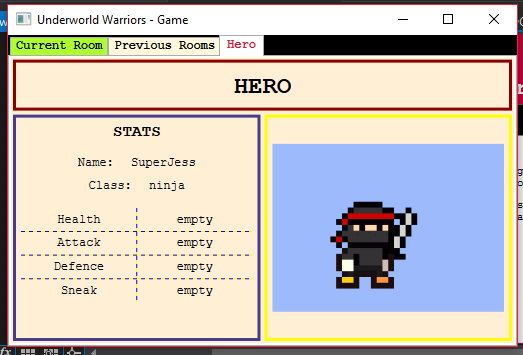 Underworld Warriors - Game
Current Room Previous Rooms Hero
HERO
STATS
Name: SuperJess
Class: ninja
Health empty
Attack empty
Defence empty
Sneak empty
fx